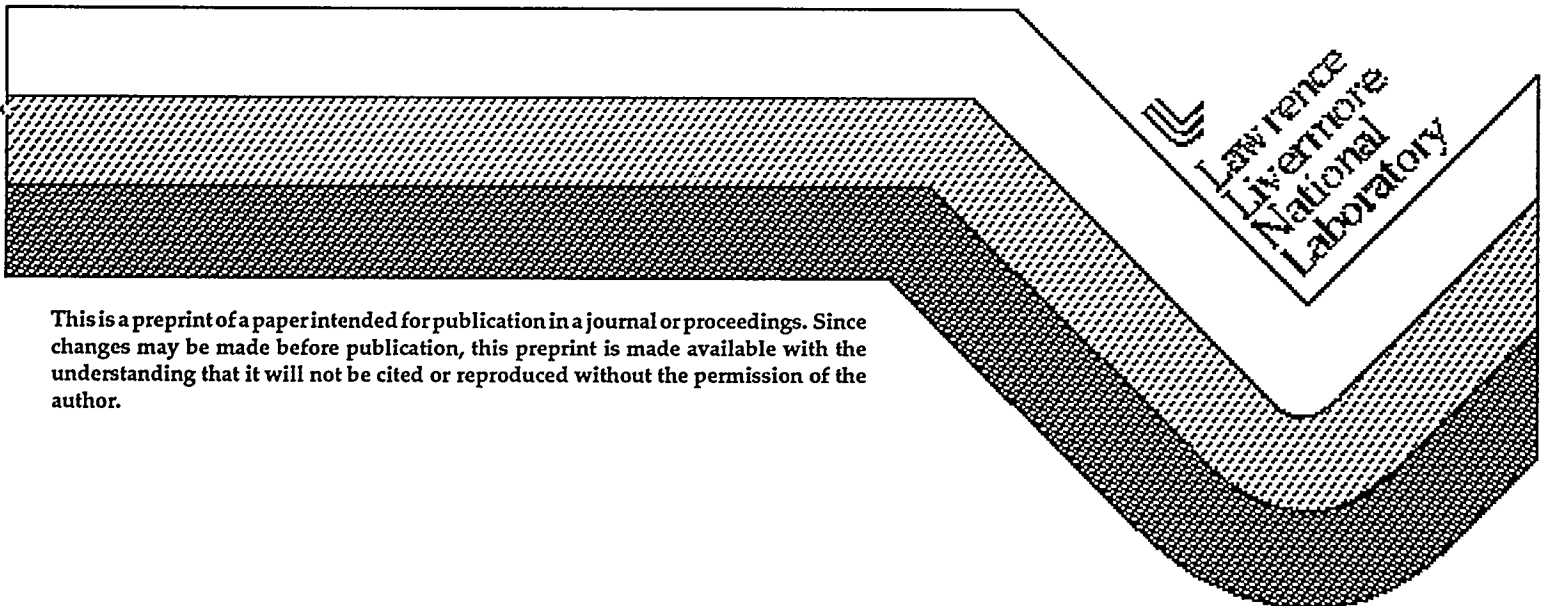 Lawrence
Livermore
National
Laboratory
This is a preprint of a paper intended for publication in a journal or proceedings. Since
changes may be made before publication, this preprint is made available with the
understanding that it will not be cited or reproduced without the permission of the
author.